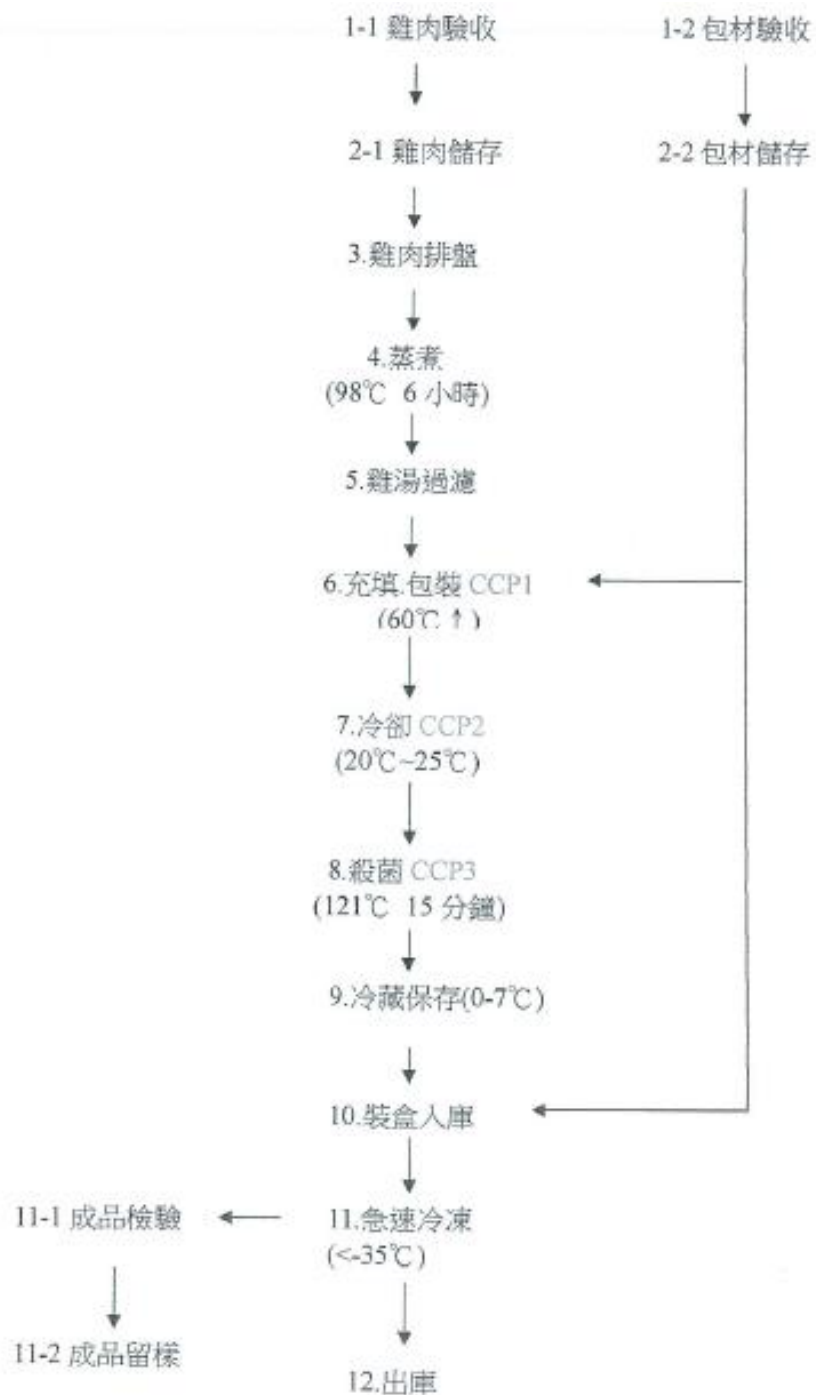 1-1 雞肉驗收
1-2 包材驗收
2-1 雞肉儲存
2-2 包材儲存
3.雞肉排盤
4.蒸煮
(98℃ 6 小時)
5.雞湯過濾
6.充填.包裝 CCP1
(60℃↑)
7.冷卻 CCP2
(20℃~25℃)
8.殺菌 CCP3
(121℃ 15 分鐘)
9.冷藏保存(0-7℃)
10.裝盒入庫
11-1 成品檢驗
11.急速冷凍
(<-35℃)
11-2 成品留樣
12.出庫